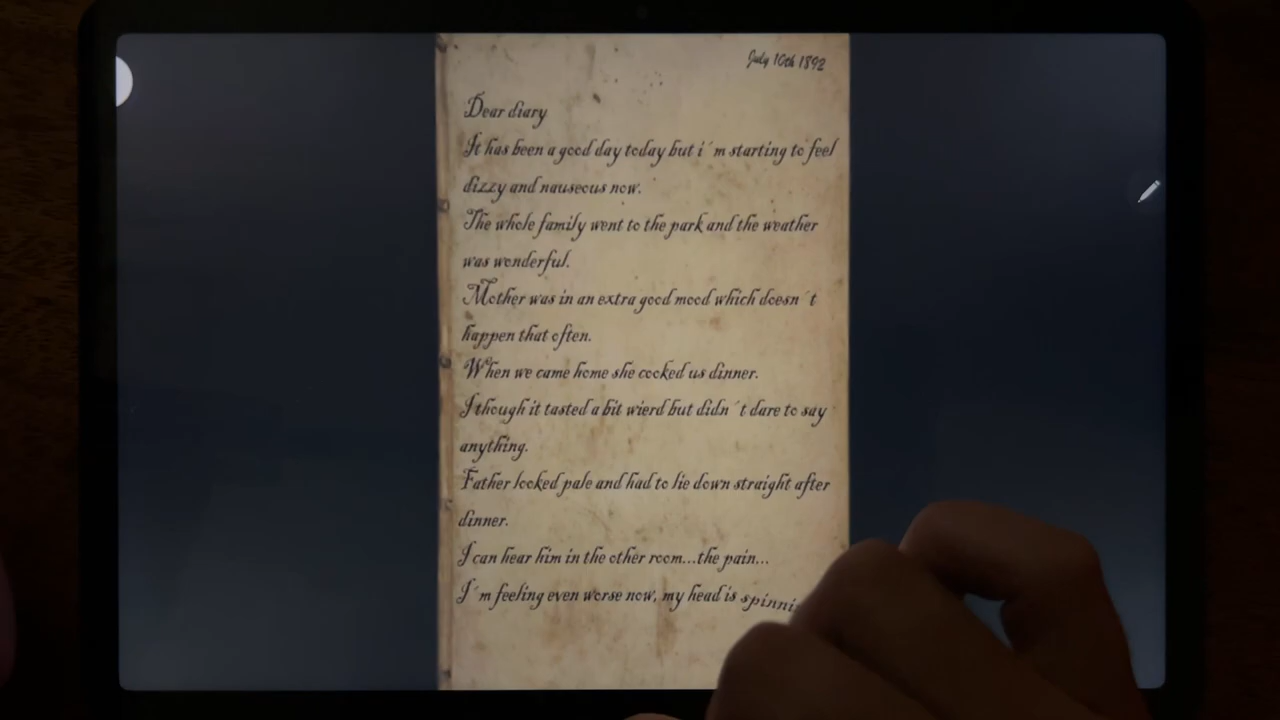 July 10th 1892
Dear diary
It has been a good day today but i´m starting to feel
dizzy and nauseous now.
The whole family went to the park and the weather
was wonderful.
Mother was in an extra good mood which doesn´t
happen that often.
When we came home she cooked us dinner.
I though it tasted a bit wierd but didn´t dare to say
anything.
Father looked pale and had to lie down straight after
dinner.
I can hear him in the other room...the pain...
I´m feeling even worse now, my head is